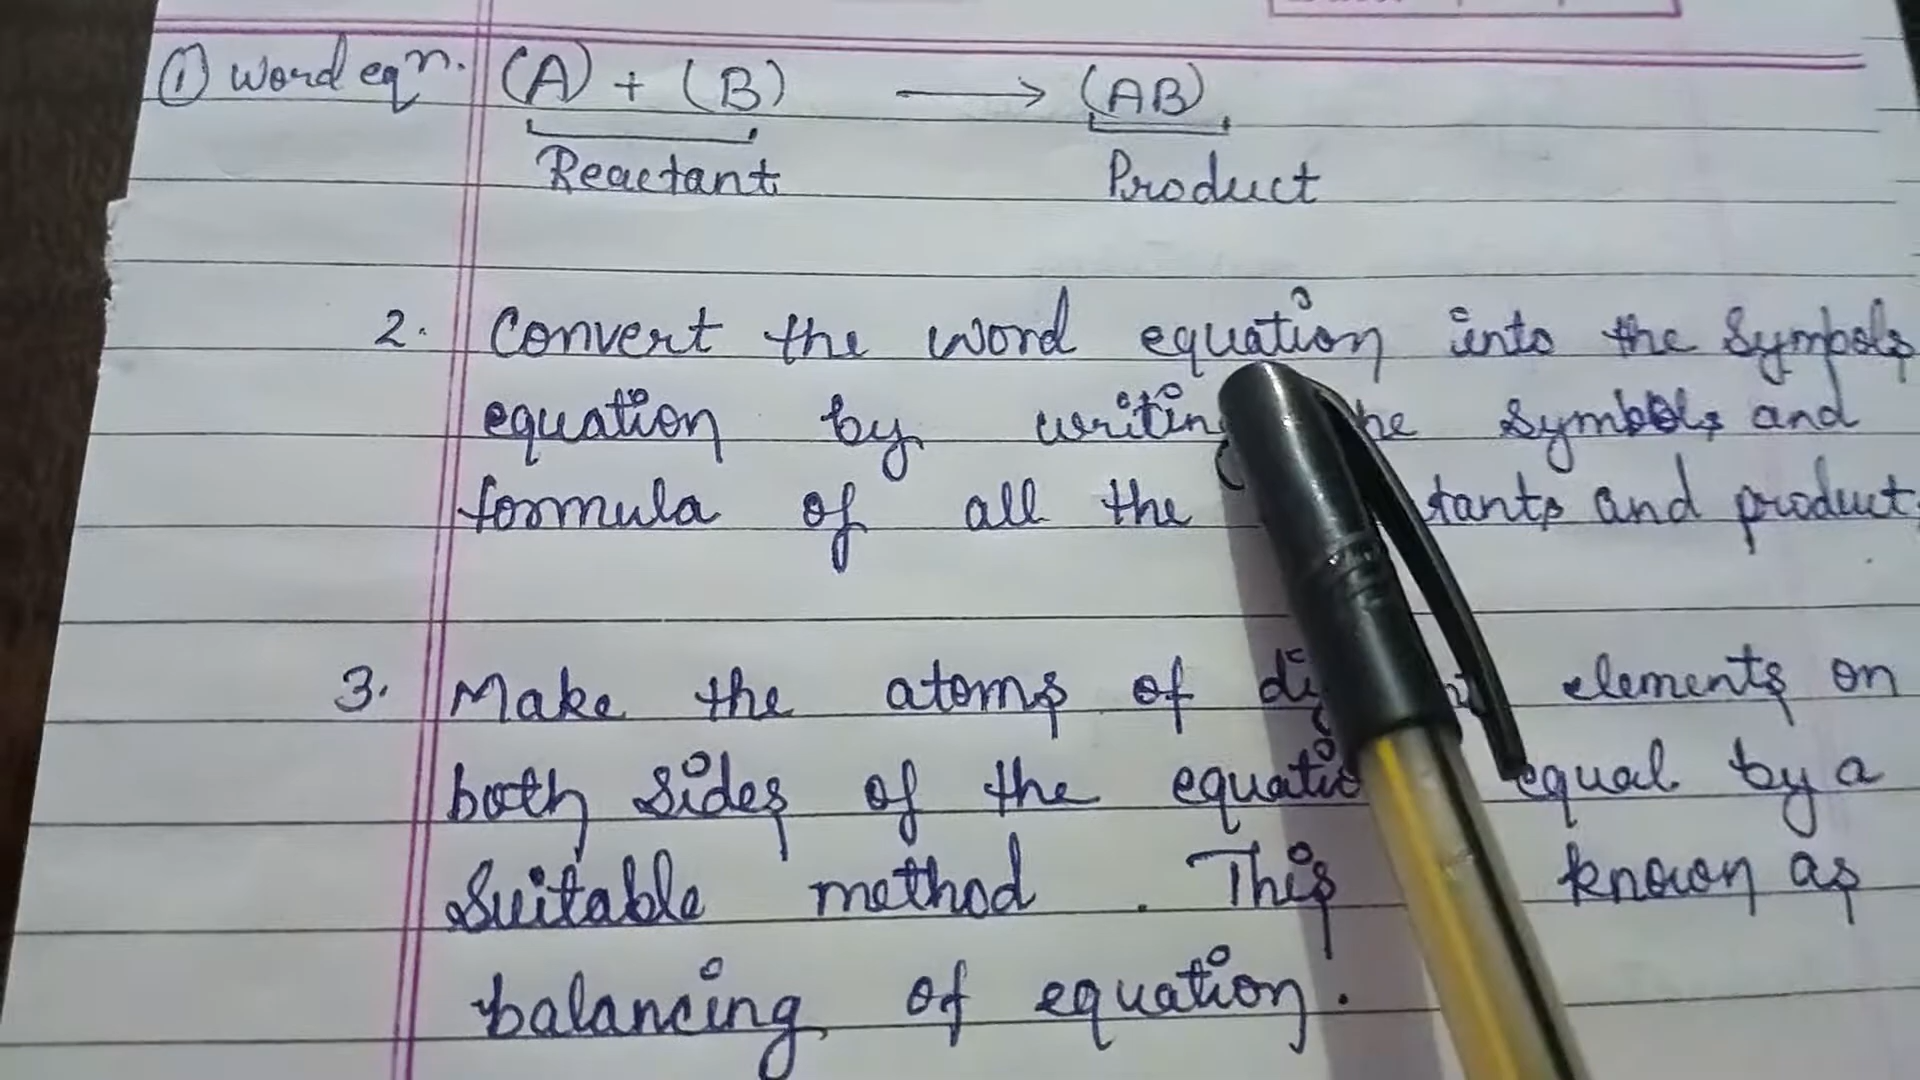 ① Word eqn. (A) + (B) ⟶ (AB)
Reactant Product
2. Convert the word equation into the Symbols
equation by writing the symbols and
formula of all the tants and product
3. Make the atoms of elements on
both sides of the equatio equal by a
Suitable method. This known as
balancing of equation.